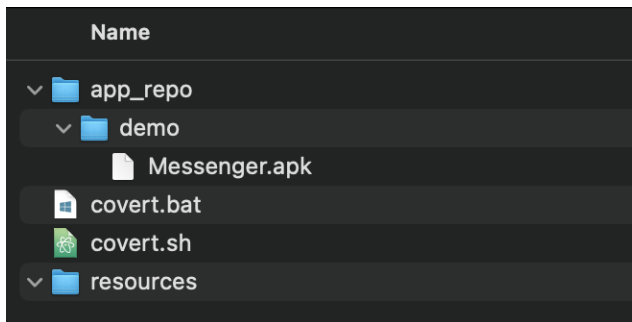 Name
app_repo
demo
Messenger.apk
covert.bat
covert.sh
resources